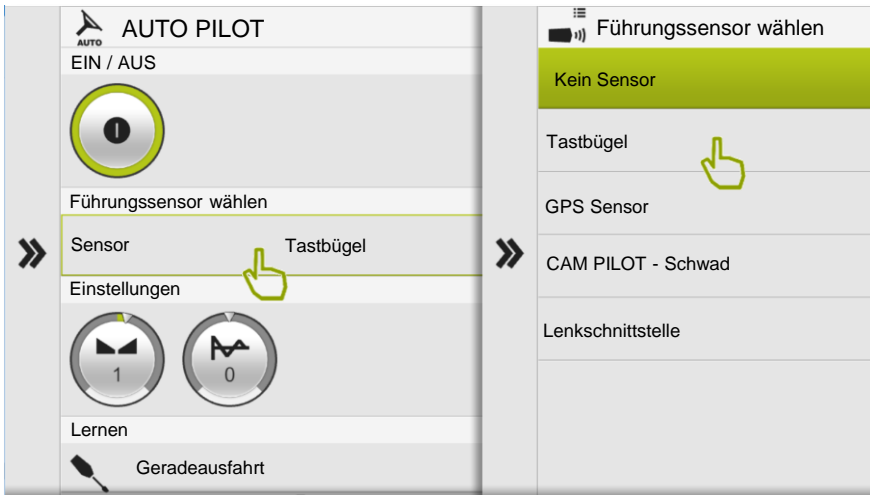 AUTO
AUTO PILOT
EIN / AUS
Führungssensor wählen
Sensor Tastbügel
Einstellungen
1 0
Lernen
Geradeausfahrt
Führungssensor wählen
Kein Sensor
Tastbügel
GPS Sensor
CAM PILOT - Schwad
Lenkschnittstelle